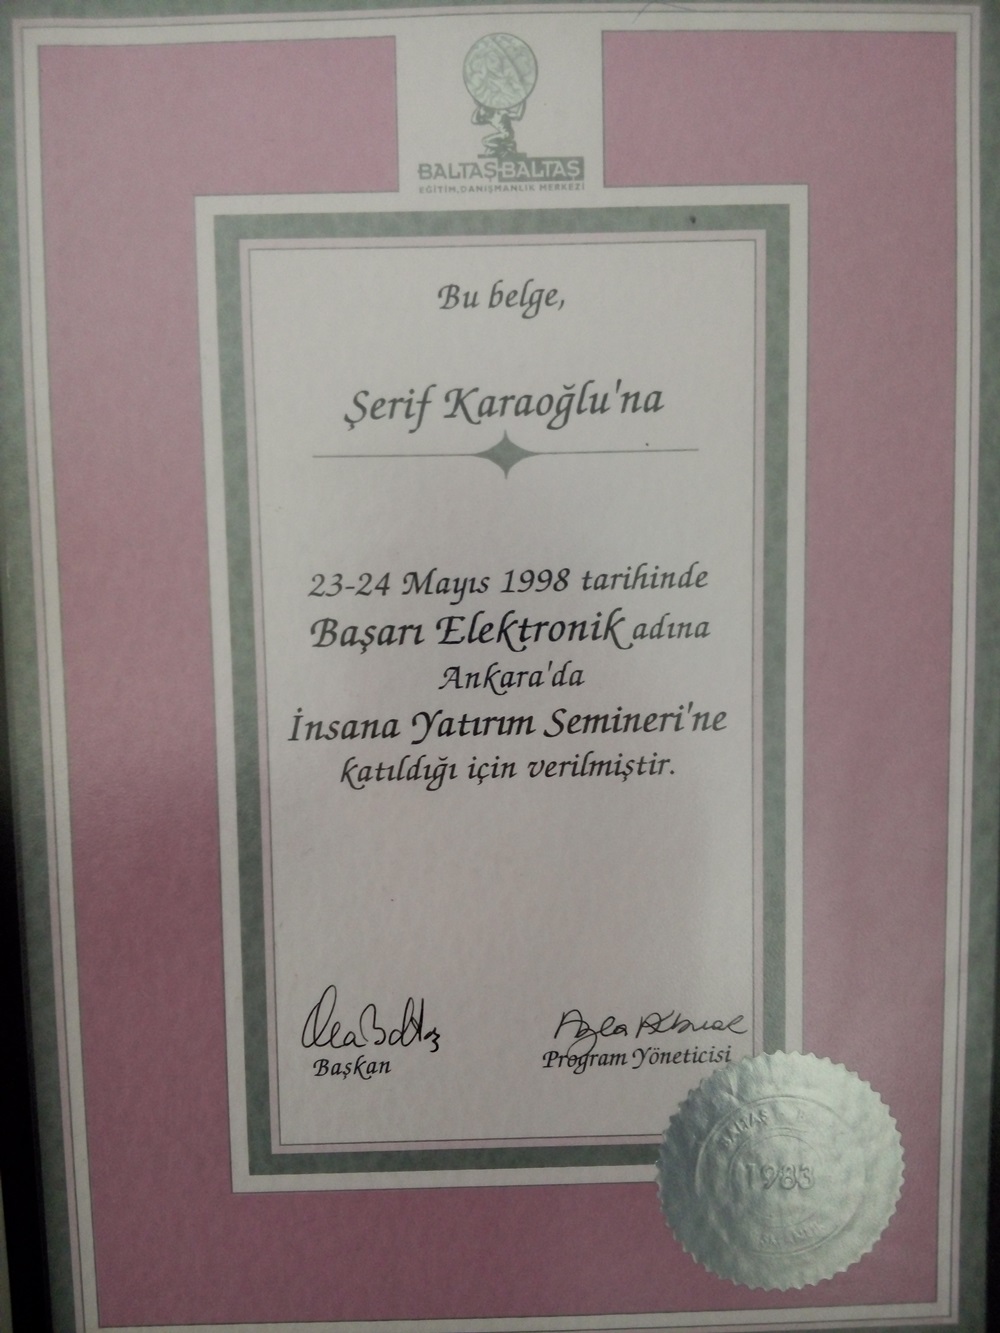 BALTAŞ-BALTAŞ
EĞİTİM, DANIŞMANLIK MERKEZİ
Bu belge,
Şerif Karaoğlu'na
23-24 Mayıs 1998 tarihinde
Başarı Elektronik adına
Ankara'da
İnsana Yatırım Semineri'ne
katıldığı için verilmiştir.
Başkan
Program Yöneticisi
1983